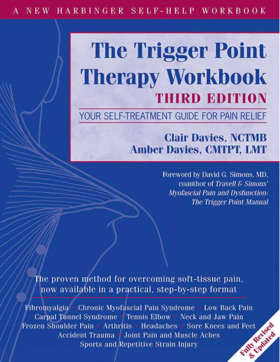 A NEW HARBINGER SELF-HELP WORKBOOK
The Trigger Point
Therapy Workbook
THIRD EDITION
YOUR SELF-TREATMENT GUIDE FOR PAIN RELIEF
Clair Davies, NCTMB
Amber Davies, CMTPT, LMT
Foreword by David G. Simons, MD,
coauthor of Travell & Simons'
Myofascial Pain and Dysfunction:
The Trigger Point Manual
The proven method for overcoming soft-tissue pain,
now available in a practical, step-by-step format
Fibromyalgia Chronic Myofascial Pain Syndrome Low Back Pain
Carpal Tunnel Syndrome Tennis Elbow Neck and Jaw Pain
Frozen Shoulder Pain Arthritis Headaches Sore Knees and Feet
Accident Trauma Joint Pain and Muscle Aches
Sports and Repetitive Strain Injury
Fully Revised
& Updated